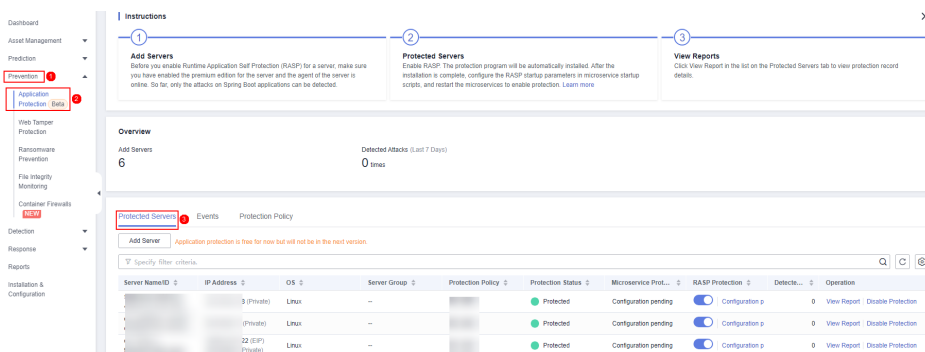 Dashboard
Asset Management
Prediction
Prevention 1
Application
Protection Beta 2
Web Tamper
Protection
Ransomware
Prevention
File Integrity
Monitoring
Container Firewalls
NEW
Detection
Response
Reports
Installation &
Configuration
Instructions
1
Add Servers
Before you enable Runtime Application Self Protection (RASP) for a server, make sure
you have enabled the premium edition for the server and the agent of the server is
online. So far, only the attacks on Spring Boot applications can be detected.
2
Protected Servers
Enable RASP. The protection program will be automatically installed. After the
installation is complete, configure the RASP startup parameters in microservice startup
scripts, and restart the microservices to enable protection. Learn more
3
View Reports
Click View Report in the list on the Protected Servers tab to view protection record
details.
Overview
Add Servers
6
Detected Attacks (Last 7 Days)
0 times
Protected Servers 3 Events Protection Policy
Add Server Application protection is free for now but will not be in the next version.
Specify filter criteria.
Server Name/ID IP Address OS Server Group Protection Policy Protection Status Microservice Prot... RASP Protection Detecte... Operation
3 (Private) Linux -- Protected Configuration pending Configuration p 0 View Report Disable Protection
(Private) Linux -- Protected Configuration pending Configuration p 0 View Report Disable Protection
22 (EIP)
Linux -- Protected Configuration pending Configuration p 0 View Report Disable Protection
Private)